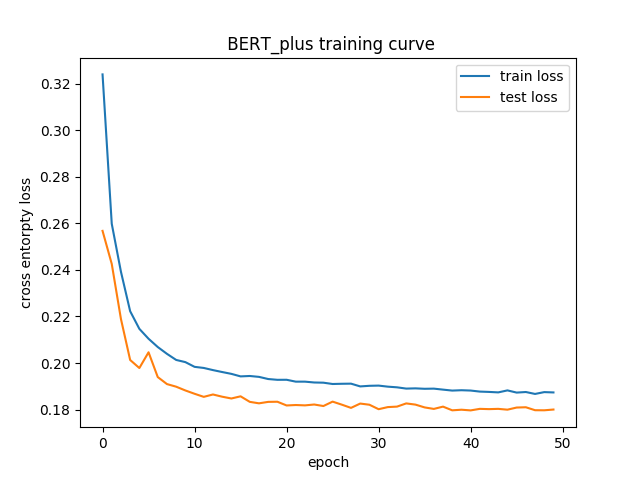 BERT_plus training curve
train loss
test loss
cross entorpty loss
0.32
0.30
0.28
0.26
0.24
0.22
0.20
0.18
0 10 20 30 40 50
epoch